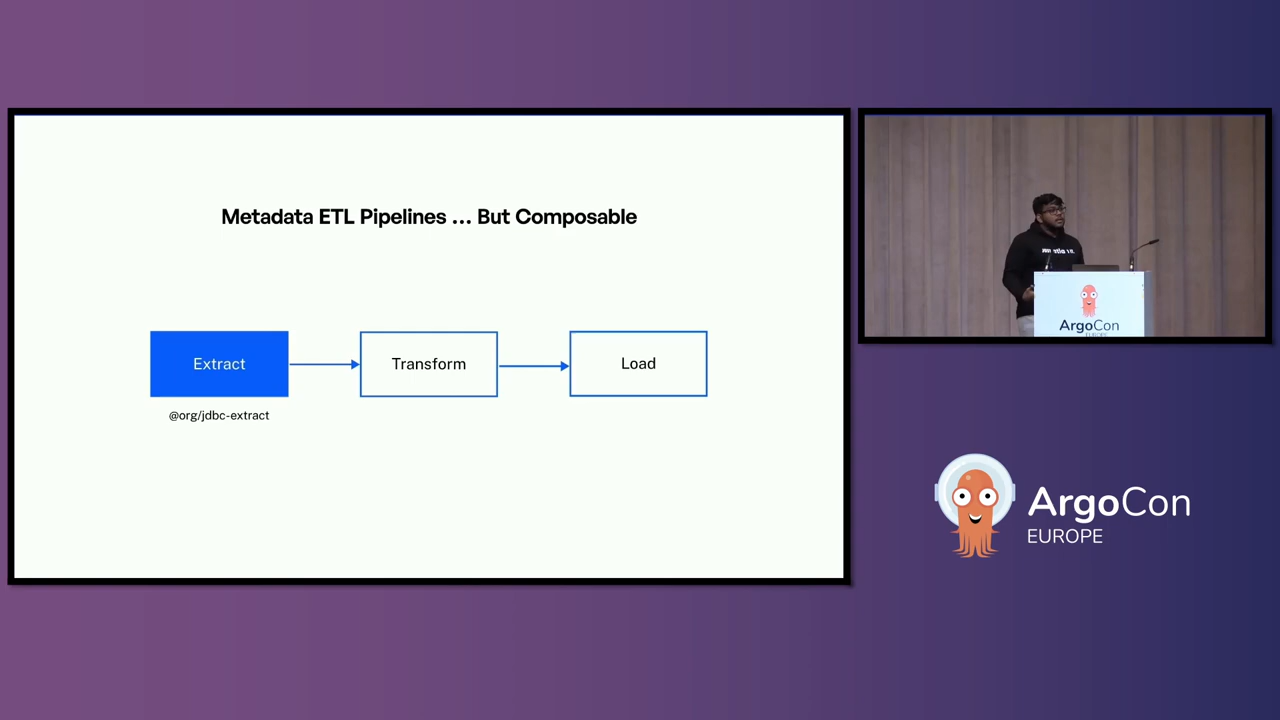 Metadata ETL Pipelines ... But Composable
Extract
Transform
Load
@org/jdbc-extract
ArgoCon
ArgoCon
EUROPE